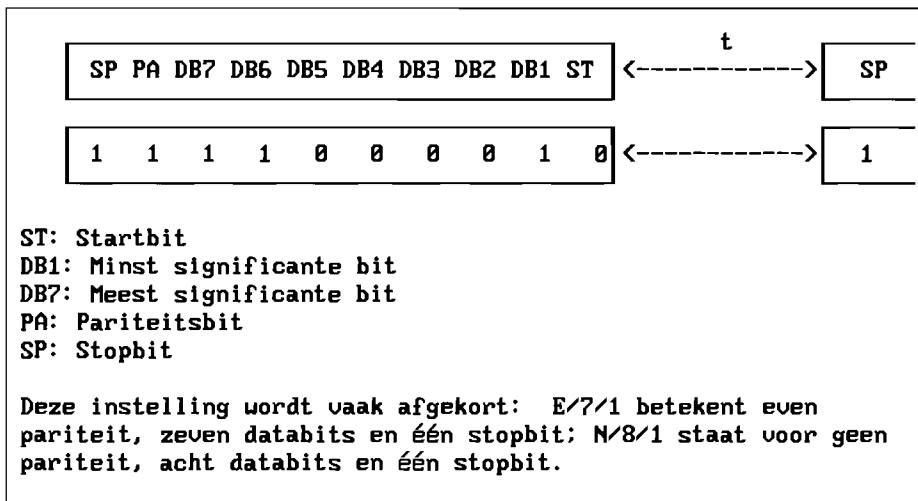 t
SP PA DB7 DB6 DB5 DB4 DB3 DB2 DB1 ST <------------> SP
1 1 1 1 0 0 0 0 1 0 <------------> 1
ST: Startbit
DB1: Minst significante bit
DB7: Meest significante bit
PA: Pariteitsbit
SP: Stopbit
Deze instelling wordt vaak afgekort: E/7/1 betekent even
pariteit, zeven databits en één stopbit; N/8/1 staat voor geen
pariteit, acht databits en één stopbit.